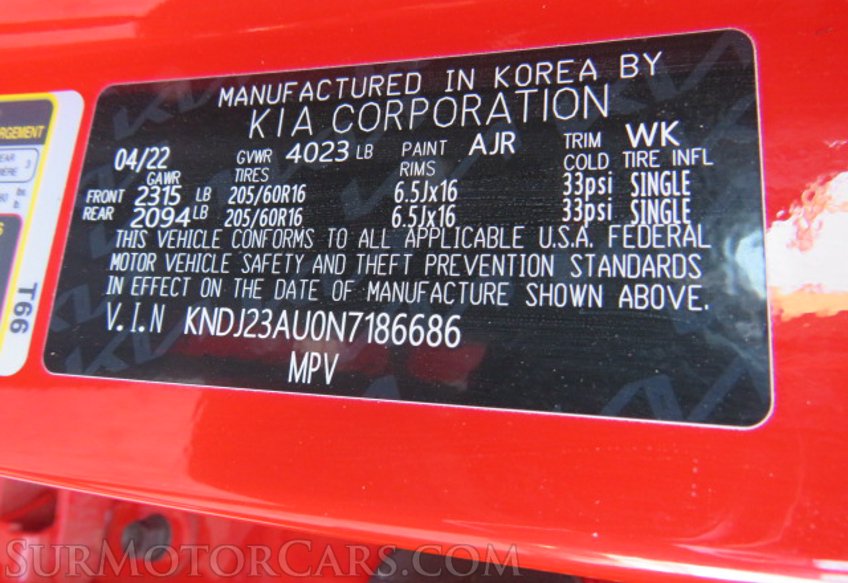 MANUFACTURED IN KOREA BY
KIA CORPORATION
04/22 GVWR 4023 LB PAINT AJR TRIM WK
GAWR TIRES RIMS COLD TIRE INFL
FRONT 2315 LB 205/60R16 6.5Jx16 33psi SINGLE
REAR 2094 LB 205/60R16 6.5Jx16 33psi SINGLE
THIS VEHICLE CONFORMS TO ALL APPLICABLE U.S.A. FEDERAL
MOTOR VEHICLE SAFETY AND THEFT PREVENTION STANDARDS
IN EFFECT ON THE DATE OF MANUFACTURE SHOWN ABOVE.
V.I.N KNDJ23AU0N7186686
MPV
T66
SURMOTORCARS.COM